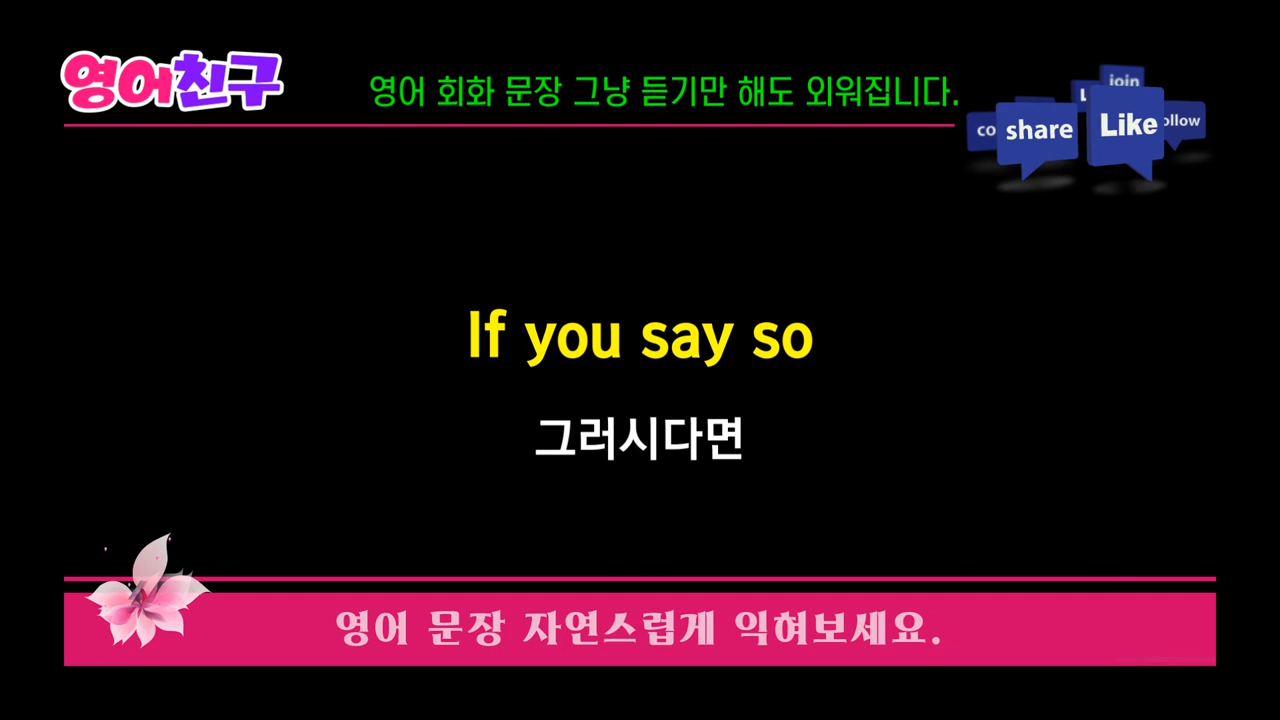 영어친구
영어 회화 문장 그냥 듣기만 해도 외워집니다.
join
L
co
share
Like
ollow
If you say so
그러시다면
영어 문장 자연스럽게 익혀보세요.